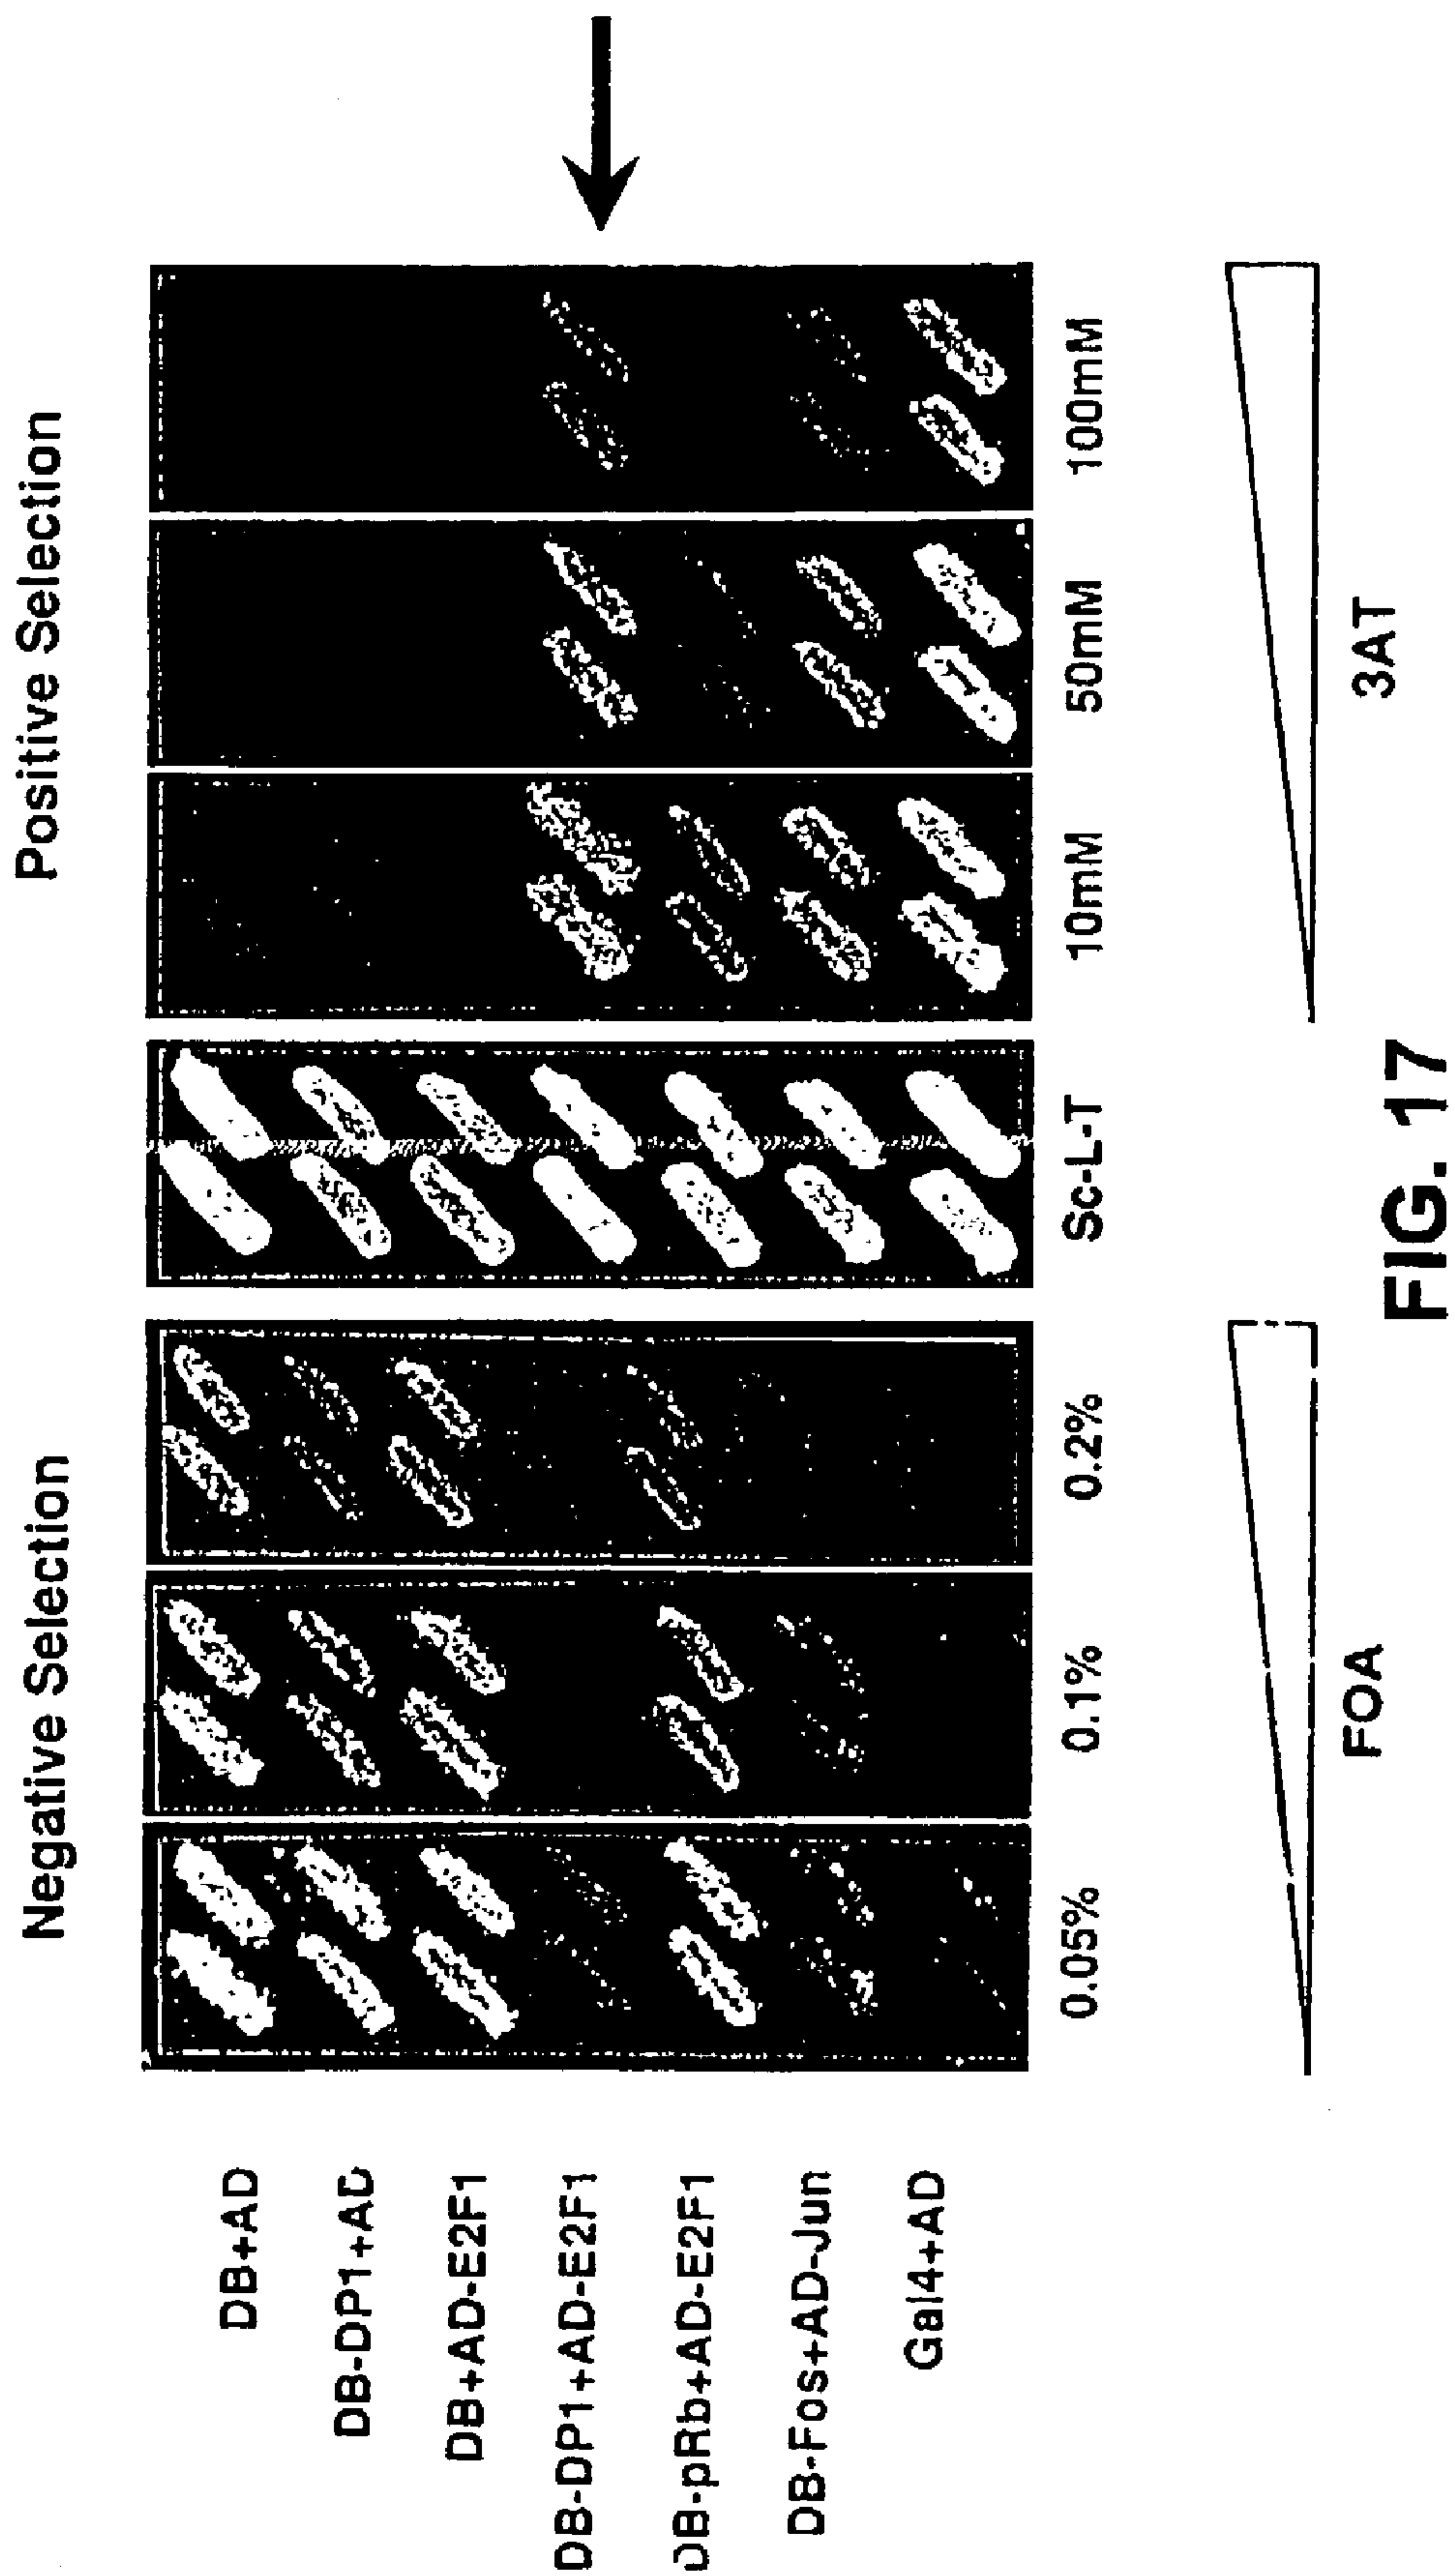 Negative Selection
Positive Selection
DB+AD
DB-DP1+AD
DB+AD-E2F1
DB-DP1+AD-E2F1
DB-pRb+AD-E2F1
DB-Fos+AD-Jun
Gal4+AD
0.05%
0.1%
0.2%
Sc-L-T
10mM
50mM
100mM
FOA
3AT
FIG. 17